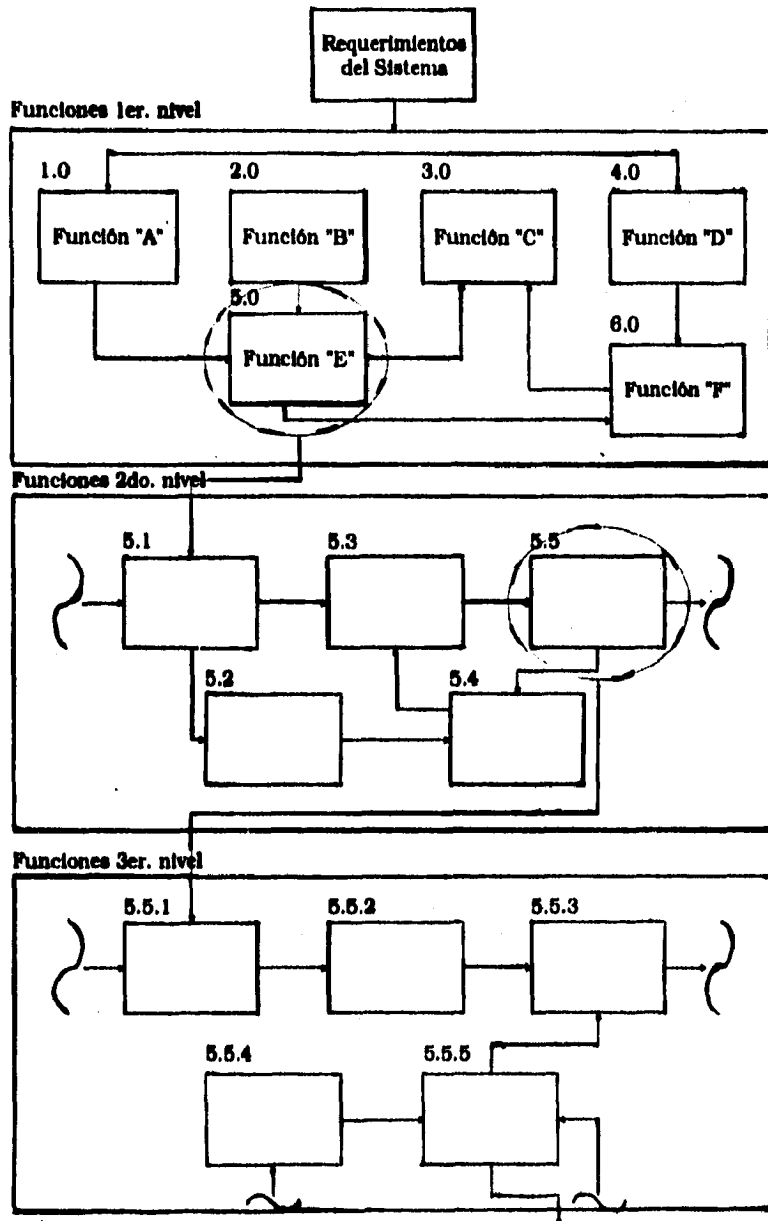 Requerimientos
del Sistema
Funciones 1er. nivel
1.0
2.0
3.0
4.0
Función "A"
Función "B"
Función "C"
Función "D"
5.0
6.0
Función "E"
Función "F"
Funciones 2do. nivel
5.1
5.3
5.5
5.2
5.4
Funciones 3er. nivel
5.5.1
5.5.2
5.5.3
5.5.4
5.5.5